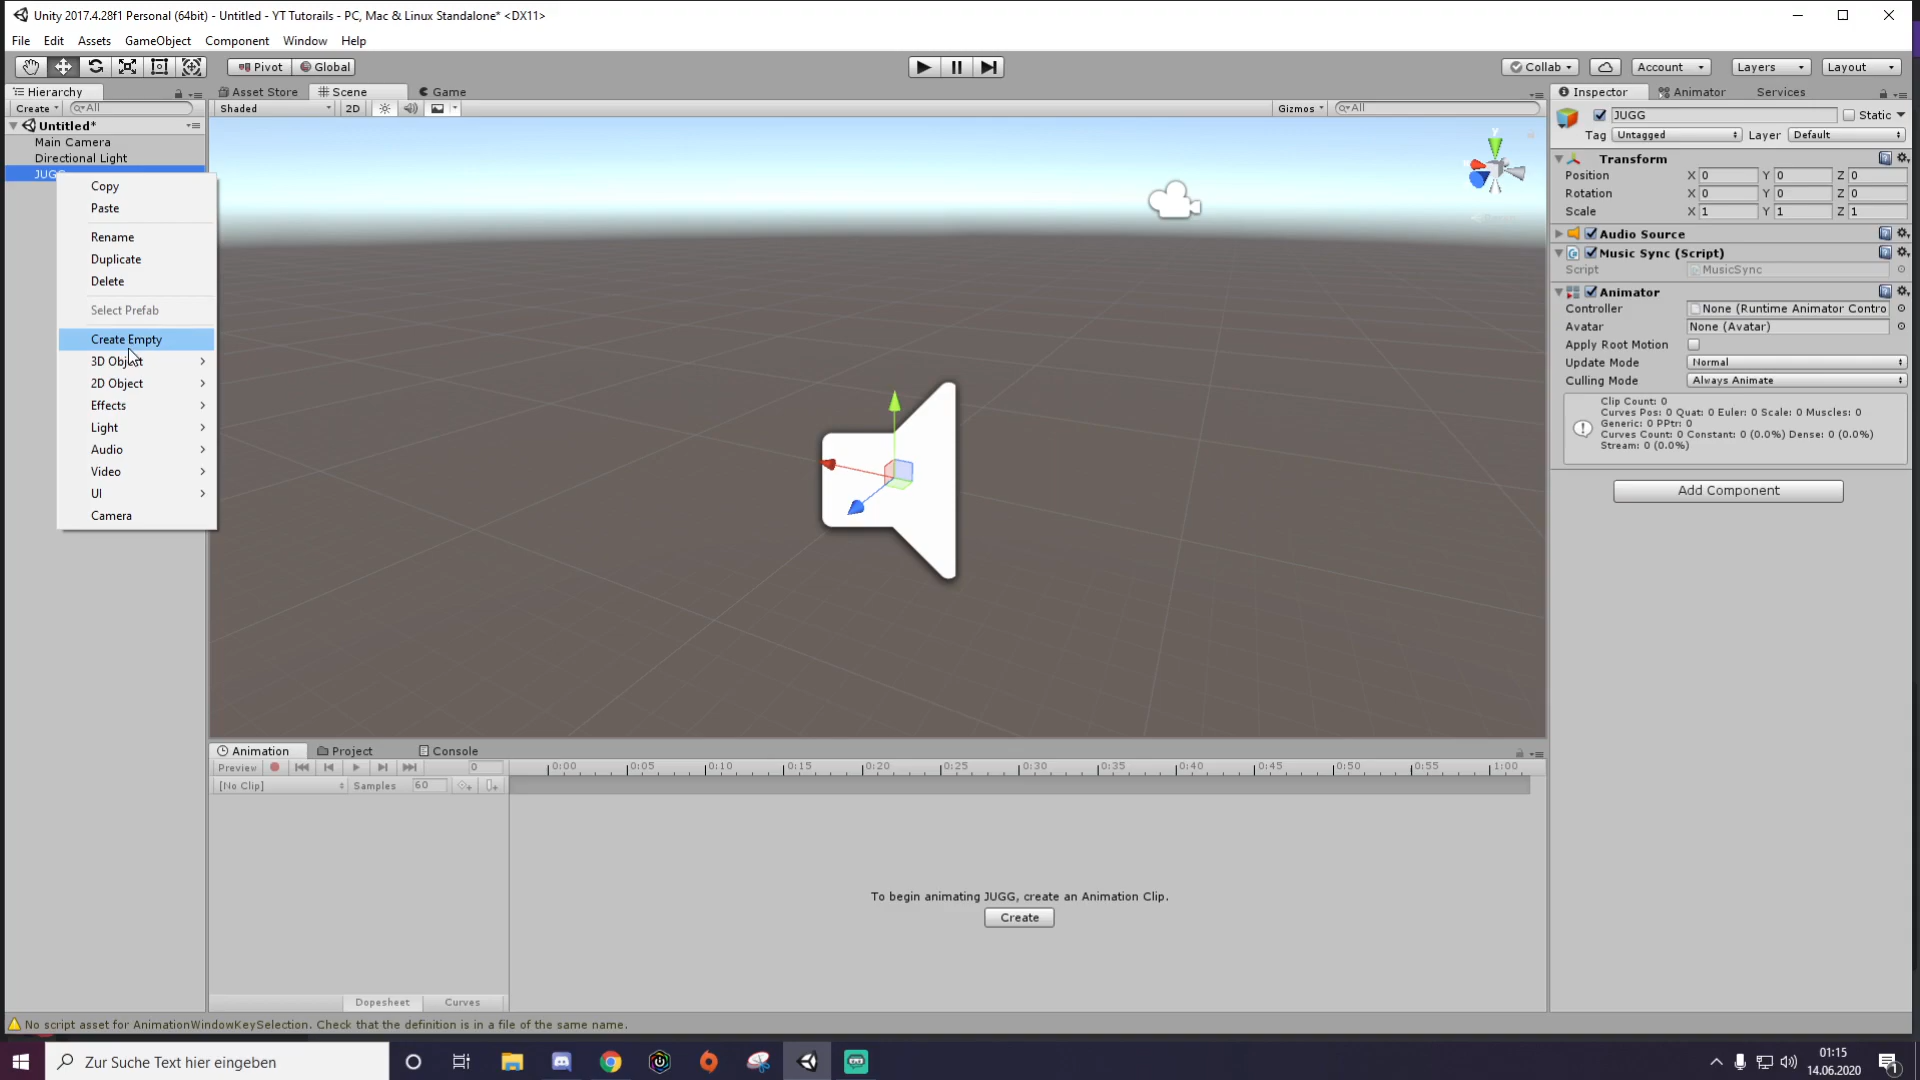 Unity 2017.4.28f1 Personal (64bit) - Untitled - YT Tutorails - PC, Mac & Linux Standalone* <DX11>
File Edit Assets GameObject Component Window Help
Pivot Global Collab Account Layers Layout
Hierarchy Asset Store Scene Game Inspector Animator Services
Create All Shaded 2D Gizmos All
JUGG Static
Untitled*
Tag Untagged Layer Default
Main Camera
Directional Light
JUG
Transform
Position X 0 Y 0 Z 0
Rotation X 0 Y 0 Z 0
Scale X 1 Y 1 Z 1
Audio Source
Music Sync (Script)
Script MusicSync
Animator
Controller None (Runtime Animator Contro
Avatar None (Avatar)
Apply Root Motion
Update Mode Normal
Culling Mode Always Animate
Clip Count: 0
Curves Pos: 0 Quat: 0 Euler: 0 Scale: 0 Muscles: 0
Generic: 0 PPtr: 0
Curves Count: 0 Constant: 0 (0.0%) Dense: 0 (0.0%)
Stream: 0 (0.0%)
Add Component
Copy
Paste
Rename
Duplicate
Delete
Select Prefab
Create Empty
3D Object
2D Object
Effects
Light
Audio
Video
UI
Camera
y
Animation Project Console
Preview 0 0:00 0:05 0:10 0:15 0:20 0:25 0:30 0:35 0:40 0:45 0:50 0:55 1:00
[No Clip] Samples 60
To begin animating JUGG, create an Animation Clip.
Create
Dopesheet Curves
No script asset for AnimationWindowKeySelection. Check that the definition is in a file of the same name.
Zur Suche Text hier eingeben
01:15
14.06.2020
1